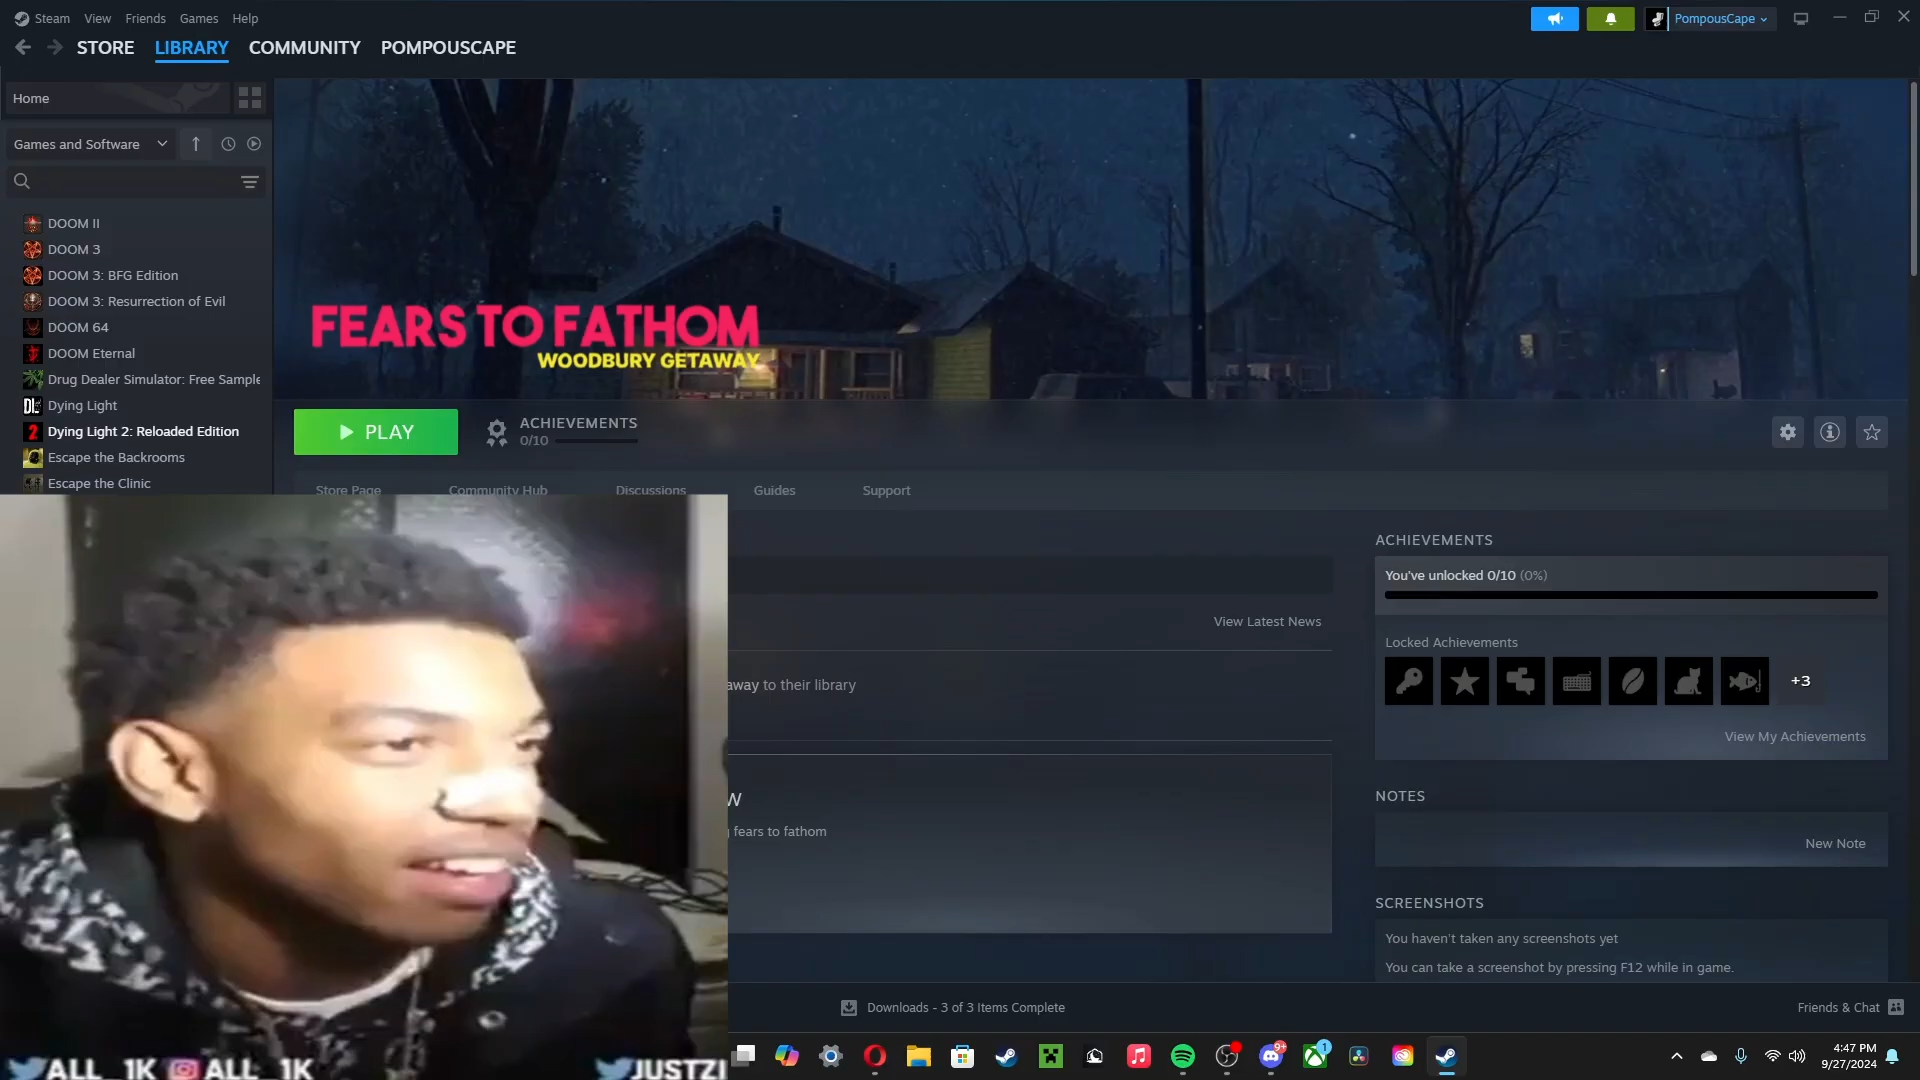 Steam View Friends Games Help
PompousCape
STORE LIBRARY COMMUNITY POMPOUSCAPE
Home
Games and Software
DOOM II
DOOM 3
DOOM 3: BFG Edition
DOOM 3: Resurrection of Evil
DOOM 64
DOOM Eternal
Drug Dealer Simulator: Free Sample
Dying Light
Dying Light 2: Reloaded Edition
Escape the Backrooms
Escape the Clinic
FEARS TO FATHOM
WOODBURY GETAWAY
PLAY
ACHIEVEMENTS
0/10
Store Page Community Hub Discussions Guides Support
View Latest News
away to their library
fears to fathom
ACHIEVEMENTS
You've unlocked 0/10 (0%)
Locked Achievements
+3
View My Achievements
NOTES
New Note
SCREENSHOTS
You haven't taken any screenshots yet
You can take a screenshot by pressing F12 while in game.
Downloads - 3 of 3 Items Complete
Friends & Chat
ALL_1K ALL_1K JUSTZI
9+
1
4:47 PM
9/27/2024